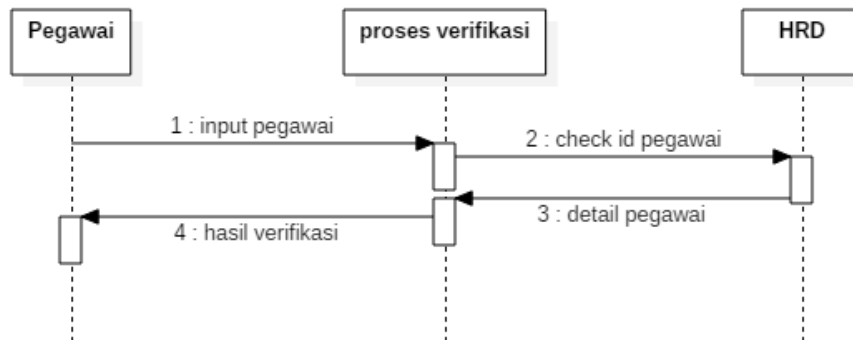 Pegawai
proses verifikasi
HRD
1 : input pegawai
2 : check id pegawai
3 : detail pegawai
4 : hasil verifikasi